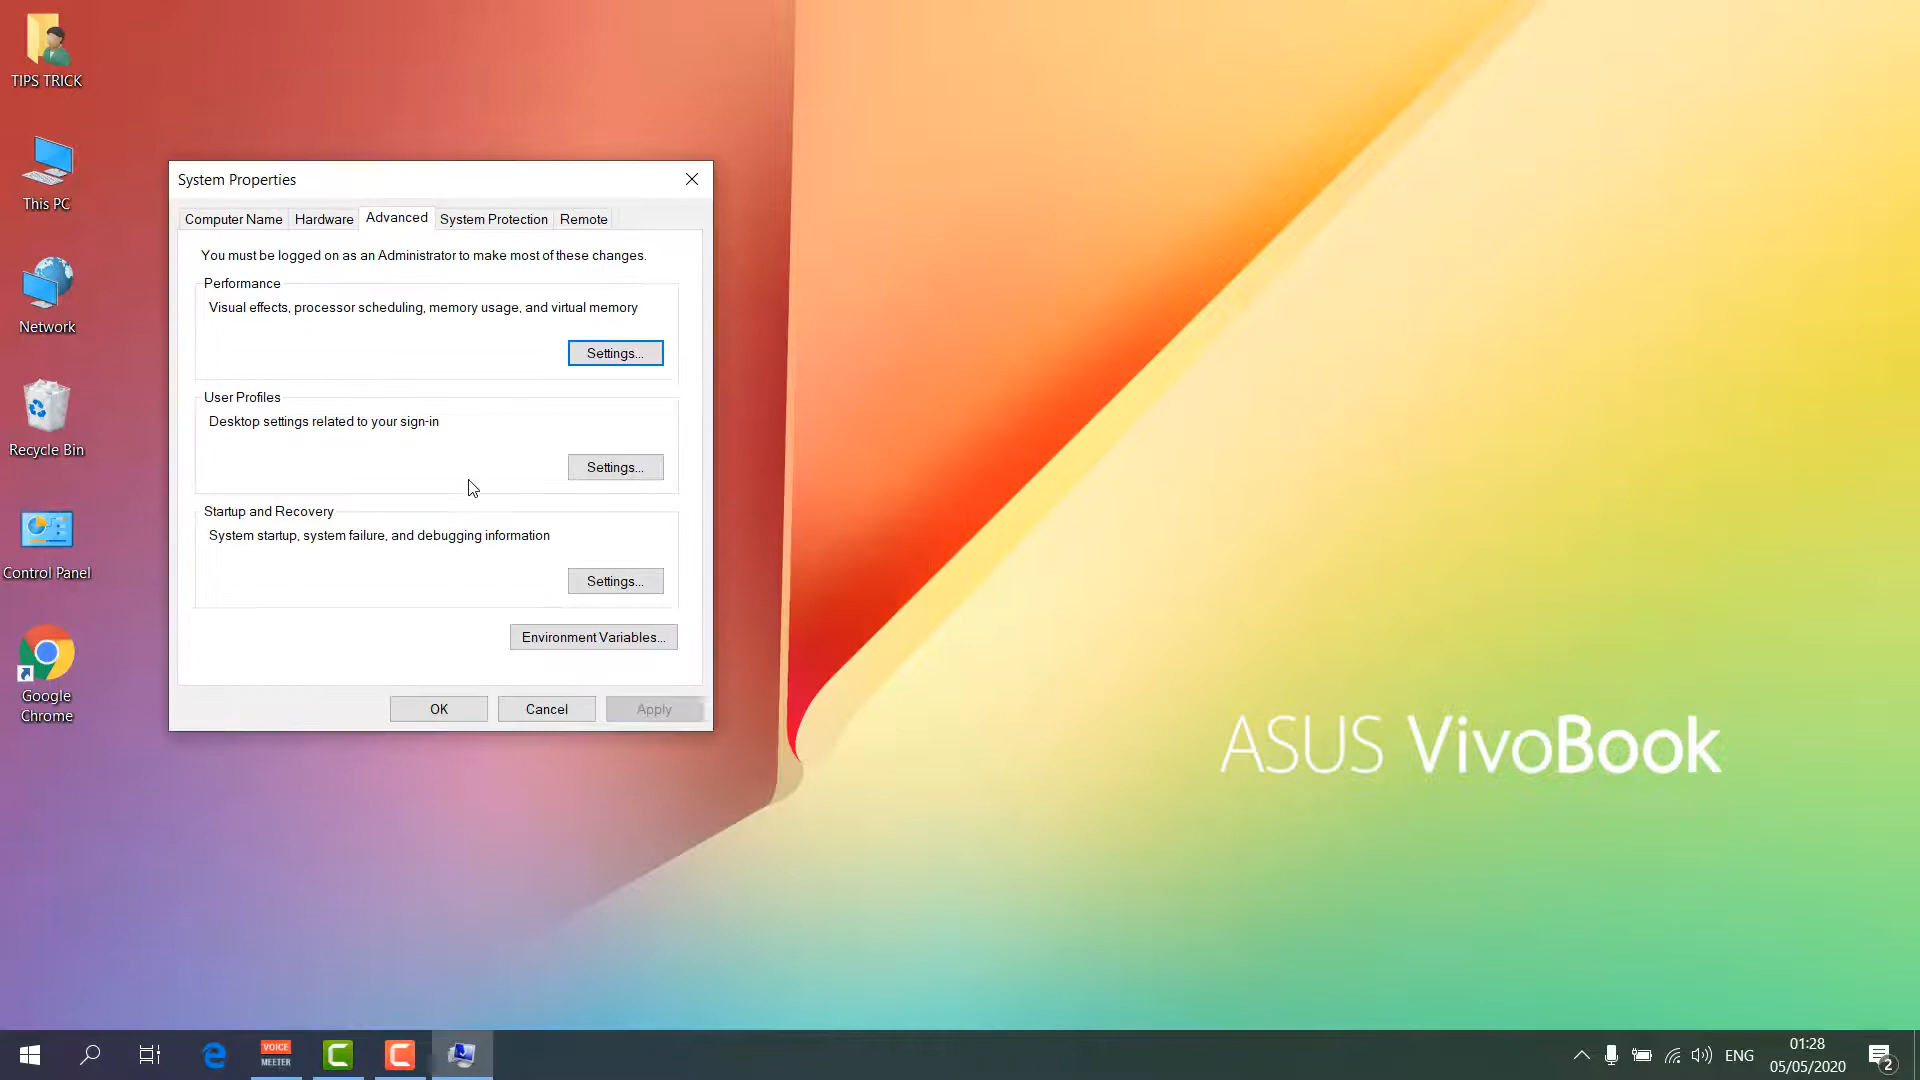 TIPS TRICK
This PC
Network
Recycle Bin
Control Panel
Google
Chrome
System Properties
Computer Name
Hardware
Advanced
System Protection
Remote
You must be logged on as an Administrator to make most of these changes.
Performance
Visual effects, processor scheduling, memory usage, and virtual memory
Settings...
User Profiles
Desktop settings related to your sign-in
Settings...
Startup and Recovery
System startup, system failure, and debugging information
Settings...
Environment Variables...
OK
Cancel
Apply
ASUS VivoBook
VOICE
MEETER
ENG
01:28
05/05/2020
2